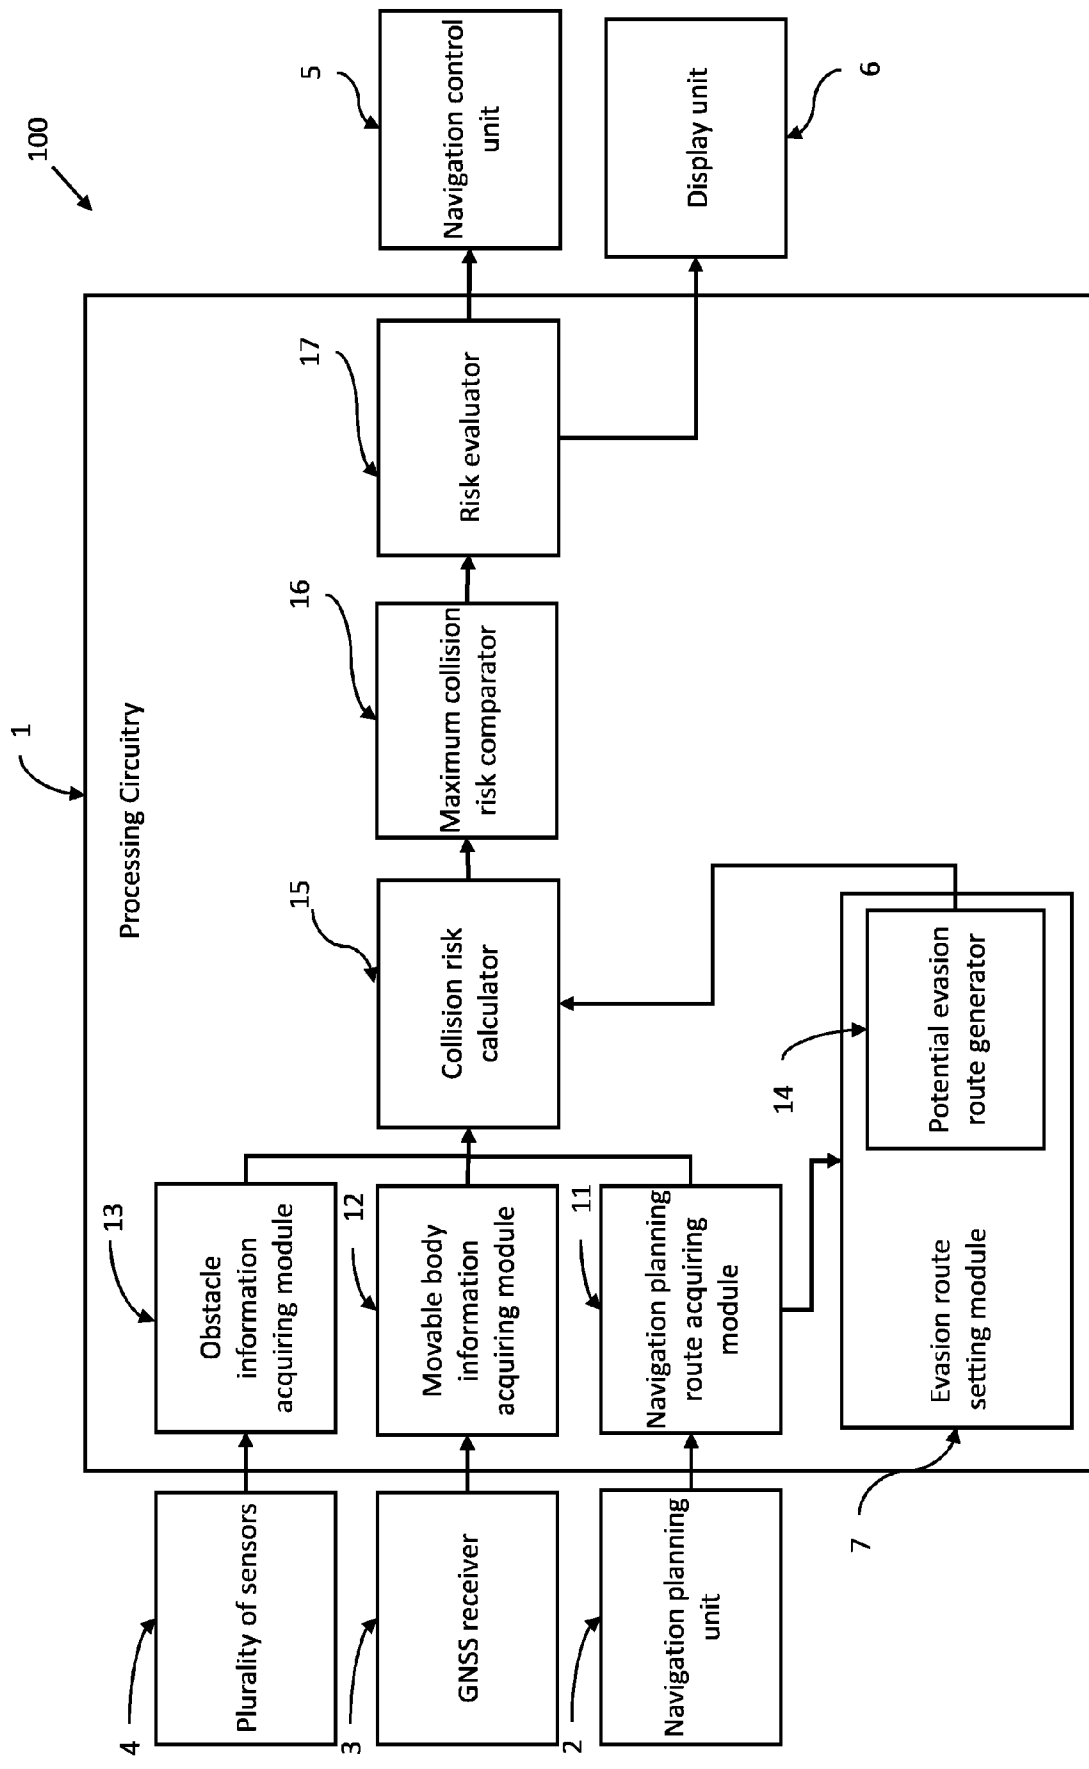 100
1
Processing Circuitry
4
Plurality of sensors
13
Obstacle
information
acquiring module
3
GNSS receiver
12
Movable body
information
acquiring module
15
Collision risk
calculator
16
Maximum collision
risk comparator
17
Risk evaluator
5
Navigation control
unit
2
Navigation planning
unit
11
Navigation planning
route acquiring
module
6
Display unit
7
Evasion route
setting module
14
Potential evasion
route generator